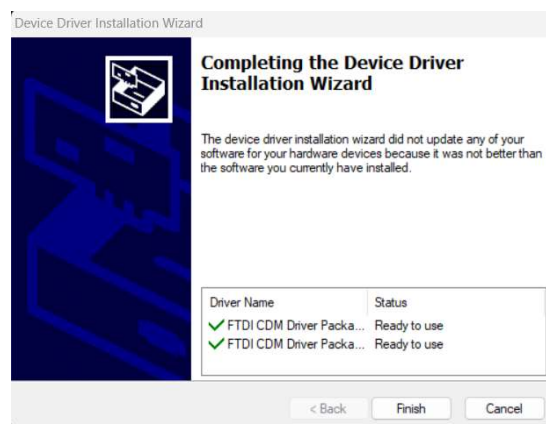 Device Driver Installation Wizard
Completing the Device Driver
Installation Wizard
The device driver installation wizard did not update any of your
software for your hardware devices because it was not better than
the software you currently have installed.
Driver Name Status
FTDI CDM Driver Packa... Ready to use
FTDI CDM Driver Packa... Ready to use
< Back Finish Cancel